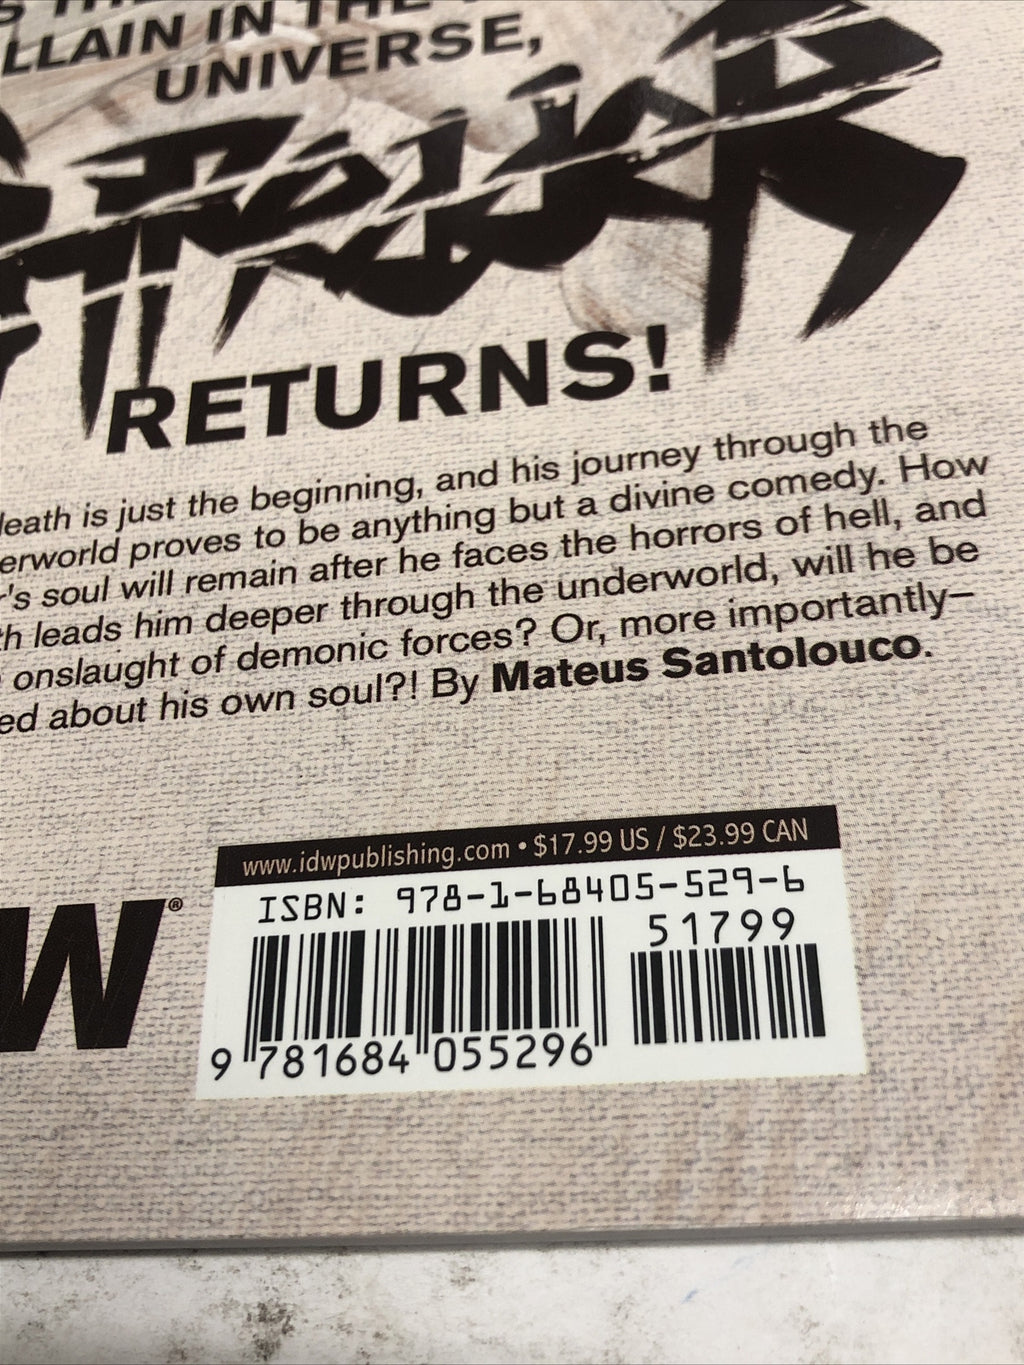 LLAIN IN THE
UNIVERSE,
RETURNS!
death is just the beginning, and his journey through the
erworld proves to be anything but a divine comedy. How
r's soul will remain after he faces the horrors of hell, and
h leads him deeper through the underworld, will he be
onslaught of demonic forces? Or, more importantly—
ed about his own soul?! By Mateus Santolouco.
www.idwpublishing.com • $17.99 US / $23.99 CAN
ISBN: 978-1-68405-529-6
51799
W®
9 781684 055296